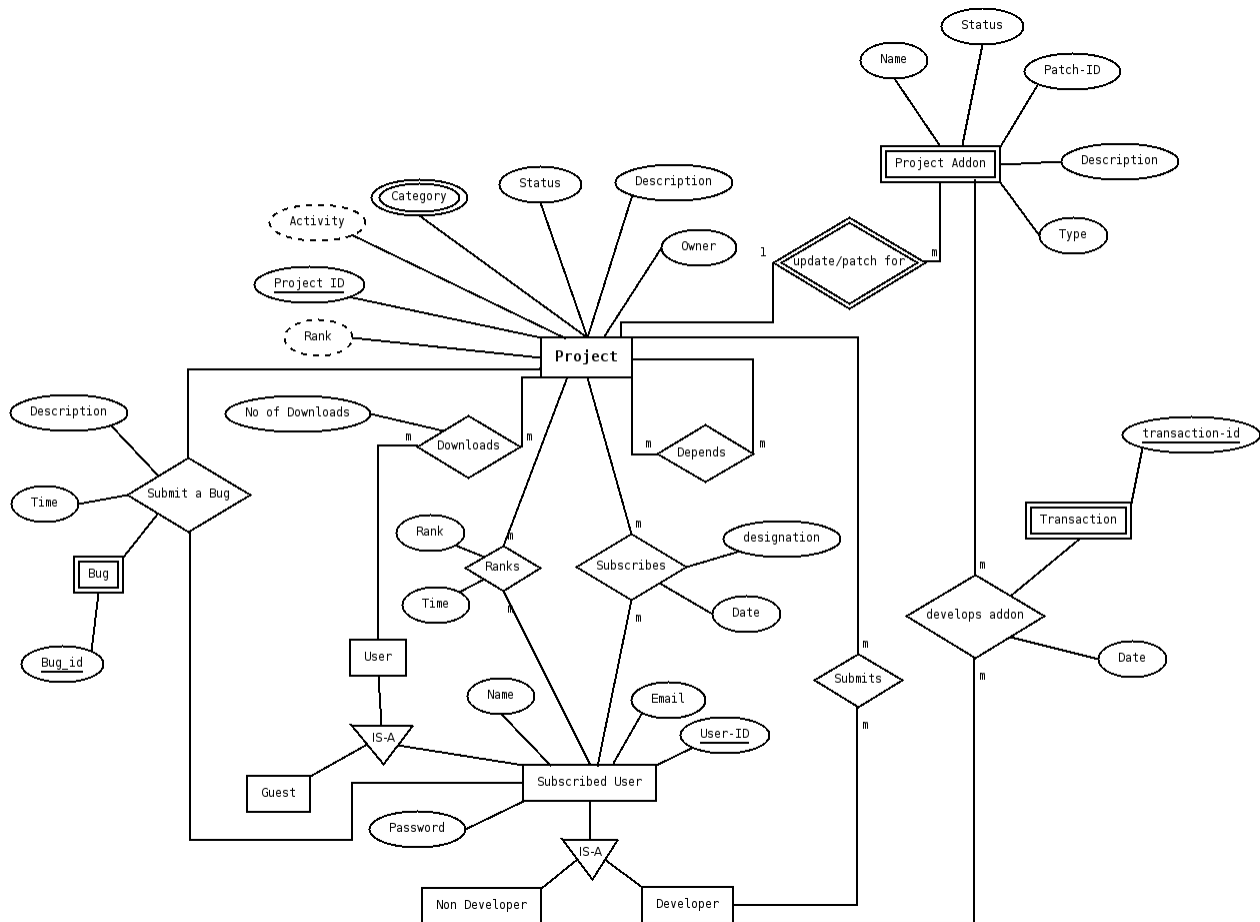 Status
Name
Patch-ID
Project Addon
Description
Type
Category
Status
Description
Activity
Owner
Project ID
Rank
1
update/patch for
m
Project
Description
No of Downloads
m
Downloads
m
m
Depends
m
transaction-id
Submit a Bug
Time
Transaction
Rank
m
m
designation
Ranks
Subscribes
m
Bug
Time
m
m
Date
develops addon
Bug_id
User
m
Date
Submits
m
m
Name
Email
User-ID
IS-A
Guest
Subscribed User
Password
IS-A
Non Developer
Developer